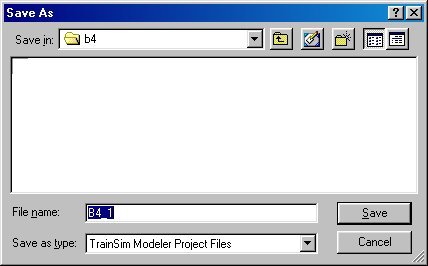 Save As
Save in: b4
File name: B4_1 Save
Save as type: TrainSim Modeler Project Files Cancel